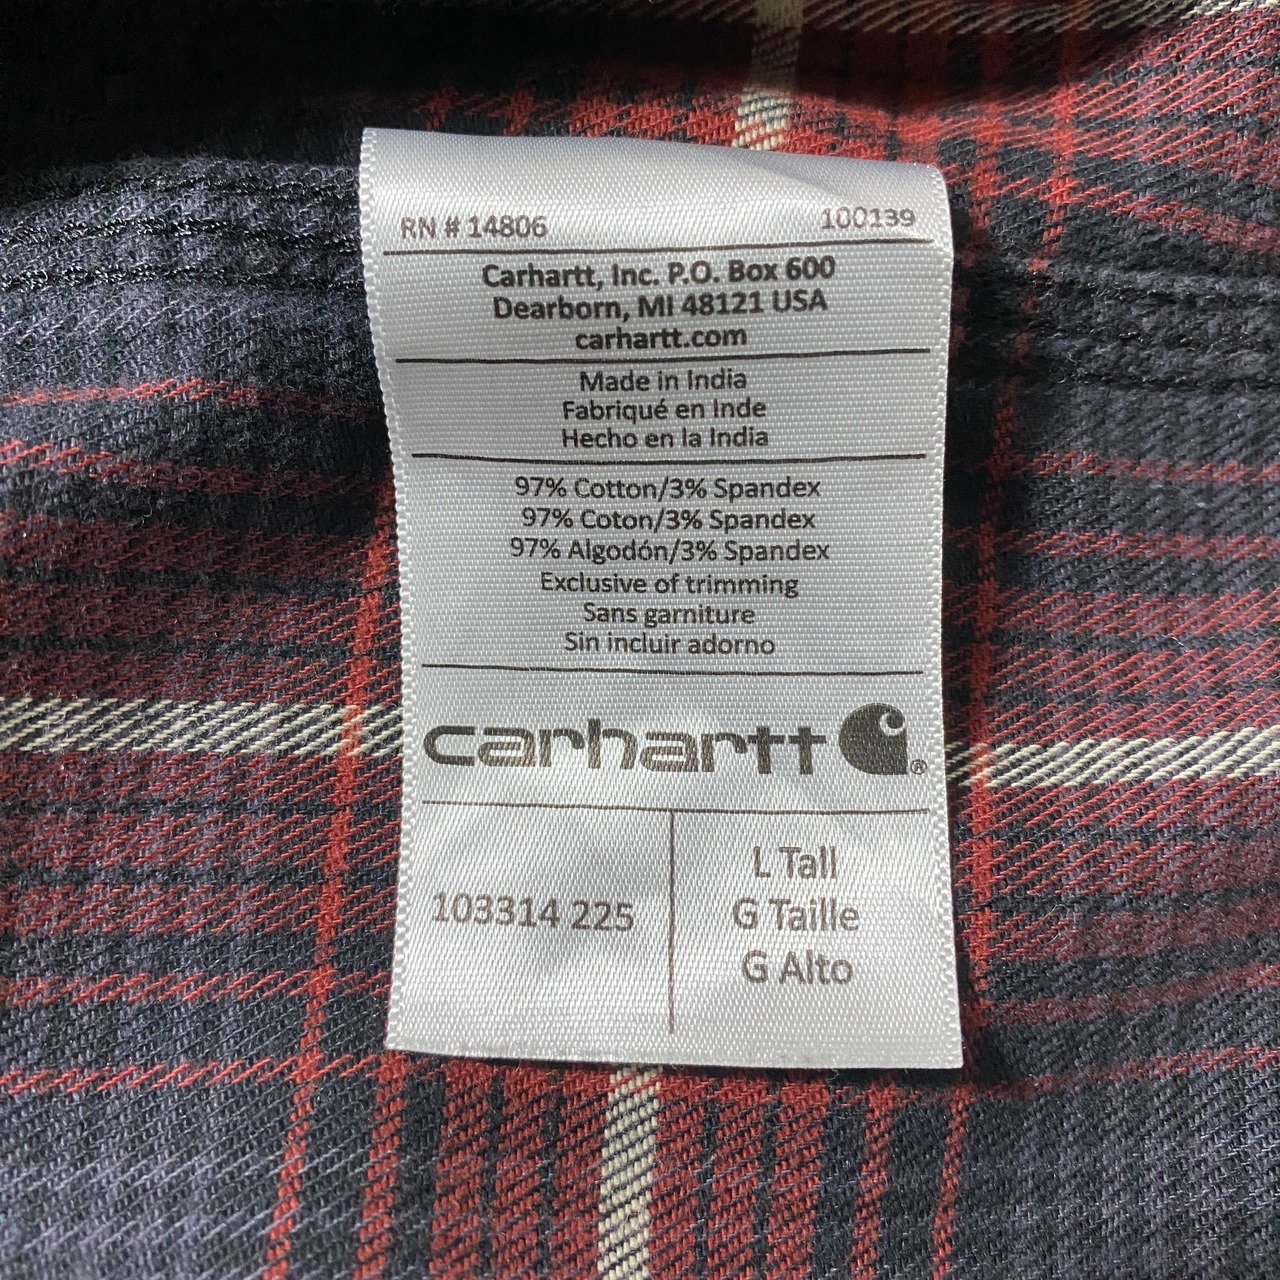 RN # 14806 100139
Carhartt, Inc. P.O. Box 600
Dearborn, MI 48121 USA
carhartt.com
Made in India
Fabriqué en Inde
Hecho en la India
97% Cotton/3% Spandex
97% Coton/3% Spandex
97% Algodón/3% Spandex
Exclusive of trimming
Sans garniture
Sin incluir adorno
carhartt ®
103314 225
L Tall
G Taille
G Alto